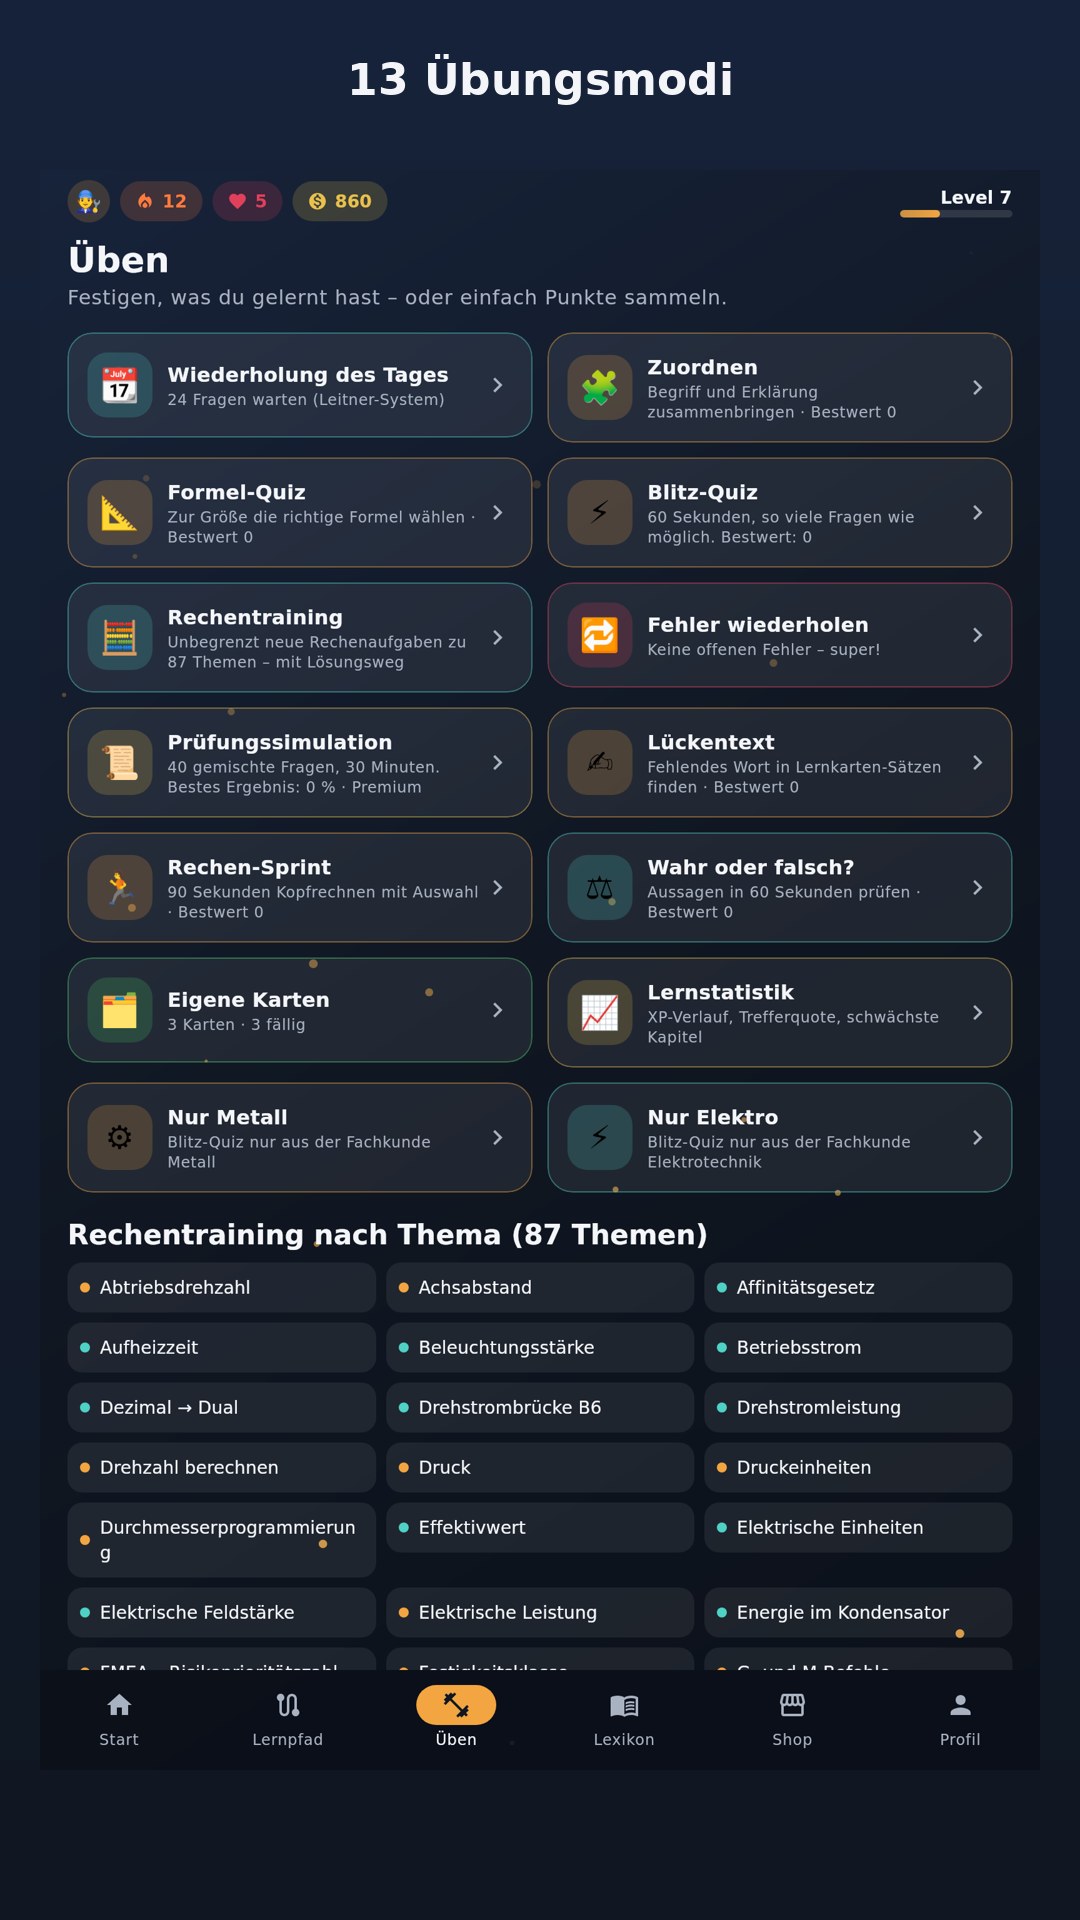 13 Übungsmodi
12
5
860
Level 7
Üben
Festigen, was du gelernt hast – oder einfach Punkte sammeln.
July
17
Wiederholung des Tages
24 Fragen warten (Leitner-System)
Zuordnen
Begriff und Erklärung
zusammenbringen · Bestwert 0
Formel-Quiz
Zur Größe die richtige Formel wählen ·
Bestwert 0
Blitz-Quiz
60 Sekunden, so viele Fragen wie
möglich. Bestwert: 0
Rechentraining
Unbegrenzt neue Rechenaufgaben zu
87 Themen – mit Lösungsweg
Fehler wiederholen
Keine offenen Fehler – super!
Prüfungssimulation
40 gemischte Fragen, 30 Minuten.
Bestes Ergebnis: 0 % · Premium
Lückentext
Fehlendes Wort in Lernkarten-Sätzen
finden · Bestwert 0
Rechen-Sprint
90 Sekunden Kopfrechnen mit Auswahl
· Bestwert 0
Wahr oder falsch?
Aussagen in 60 Sekunden prüfen ·
Bestwert 0
Eigene Karten
3 Karten · 3 fällig
Lernstatistik
XP-Verlauf, Trefferquote, schwächste
Kapitel
Nur Metall
Blitz-Quiz nur aus der Fachkunde
Metall
Nur Elektro
Blitz-Quiz nur aus der Fachkunde
Elektrotechnik
Rechentraining nach Thema (87 Themen)
Abtriebsdrehzahl
Achsabstand
Affinitätsgesetz
Aufheizzeit
Beleuchtungsstärke
Betriebsstrom
Dezimal → Dual
Drehstrombrücke B6
Drehstromleistung
Drehzahl berechnen
Druck
Druckeinheiten
Durchmesserprogrammierun
g
Effektivwert
Elektrische Einheiten
Elektrische Feldstärke
Elektrische Leistung
Energie im Kondensator
FMEA – Risikoprioritätszahl
Festigkeitsklasse
G- und M-Befehle
Start
Lernpfad
Üben
Lexikon
Shop
Profil